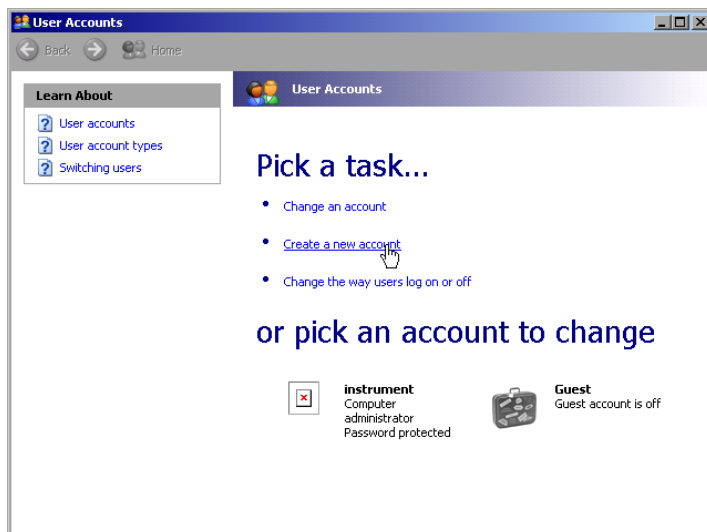 User Accounts
Back Home
Learn About
User accounts
User account types
Switching users
User Accounts
Pick a task...
Change an account
Create a new account
Change the way users log on or off
or pick an account to change
instrument
Computer
administrator
Password protected
Guest
Guest account is off